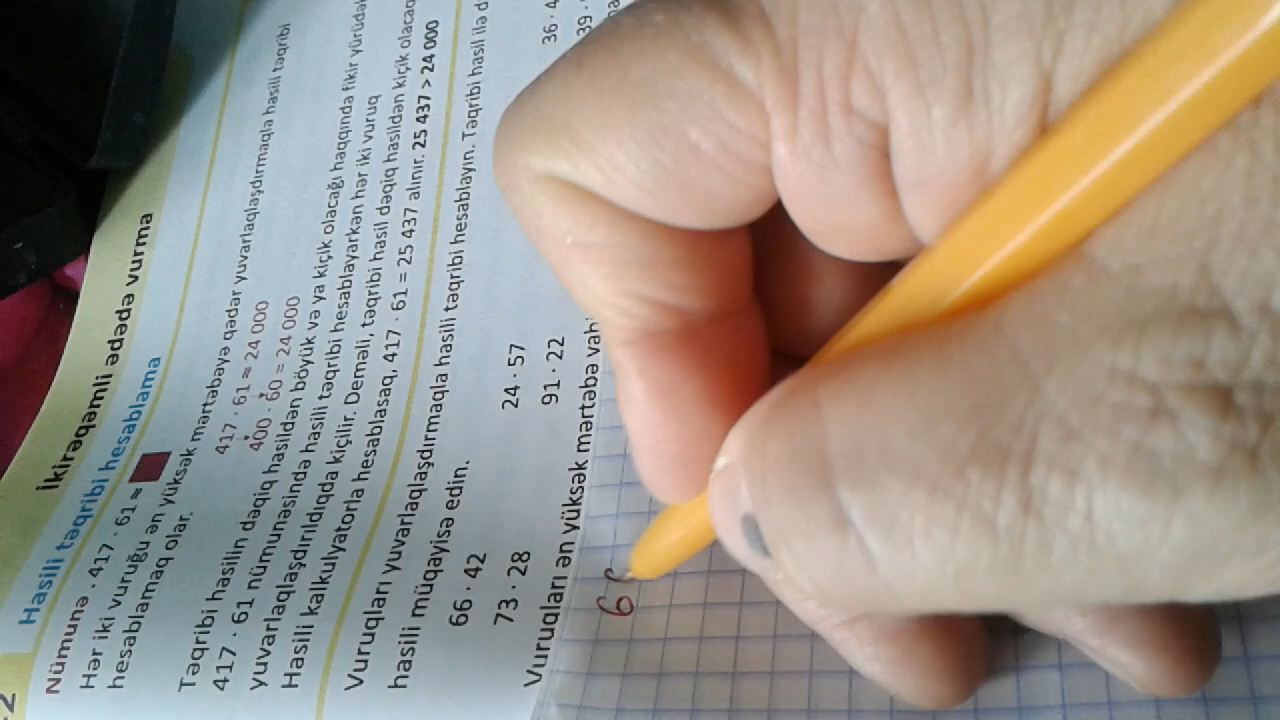 2
İkirəqəmli ədədə vurma
Hasili təqribi hesablama
Nümunə · 417 · 61 ≈
Hər iki vuruğu ən yüksək mərtəbəyə qədər yuvarlaqlaşdırmaqla hasili təqribi
hesablamaq olar.
417 · 61 ≈ 24 000
400 · 60 = 24 000
Təqribi hasilin dəqiq hasildən böyük və ya kiçik olacağı haqqında fikir
417 · 61 nümunəsində hasili təqribi hesablayarkən hər iki vuruq
yuvarlaqlaşdırıldıqda kiçilir. Deməli, təqribi hasil dəqiq hasildən kiçik
Hasili kalkulyatorla hesablasaq, 417 · 61 = 25 437 alınır. 25 437 > 24 000
Vuruqları yuvarlaqlaşdırmaqla hasili təqribi hesablayın. Təqribi hasil ilə
hasili müqayisə edin.
66 · 42 24 · 57 36 ·
73 · 28 91 · 22 39 ·
Vuruqları ən yüksək mərtəbə
6